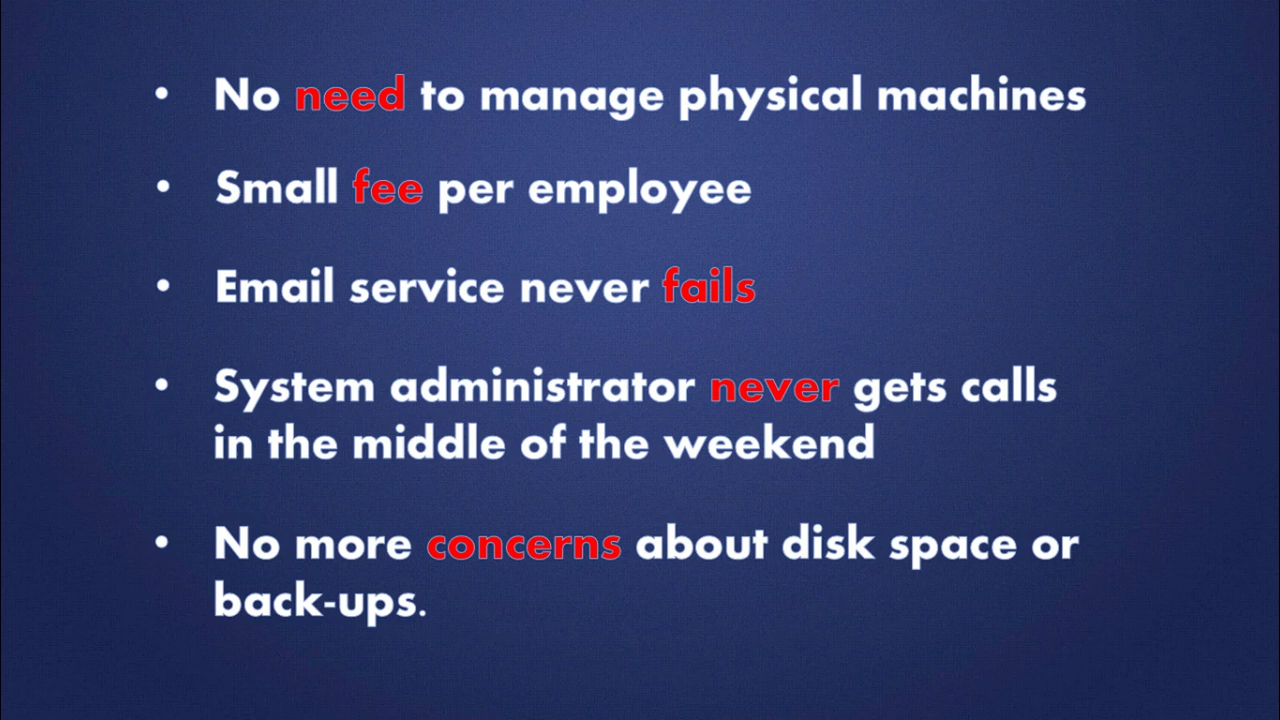 • No need to manage physical machines
• Small fee per employee
• Email service never fails
• System administrator never gets calls
in the middle of the weekend
• No more concerns about disk space or
back-ups.